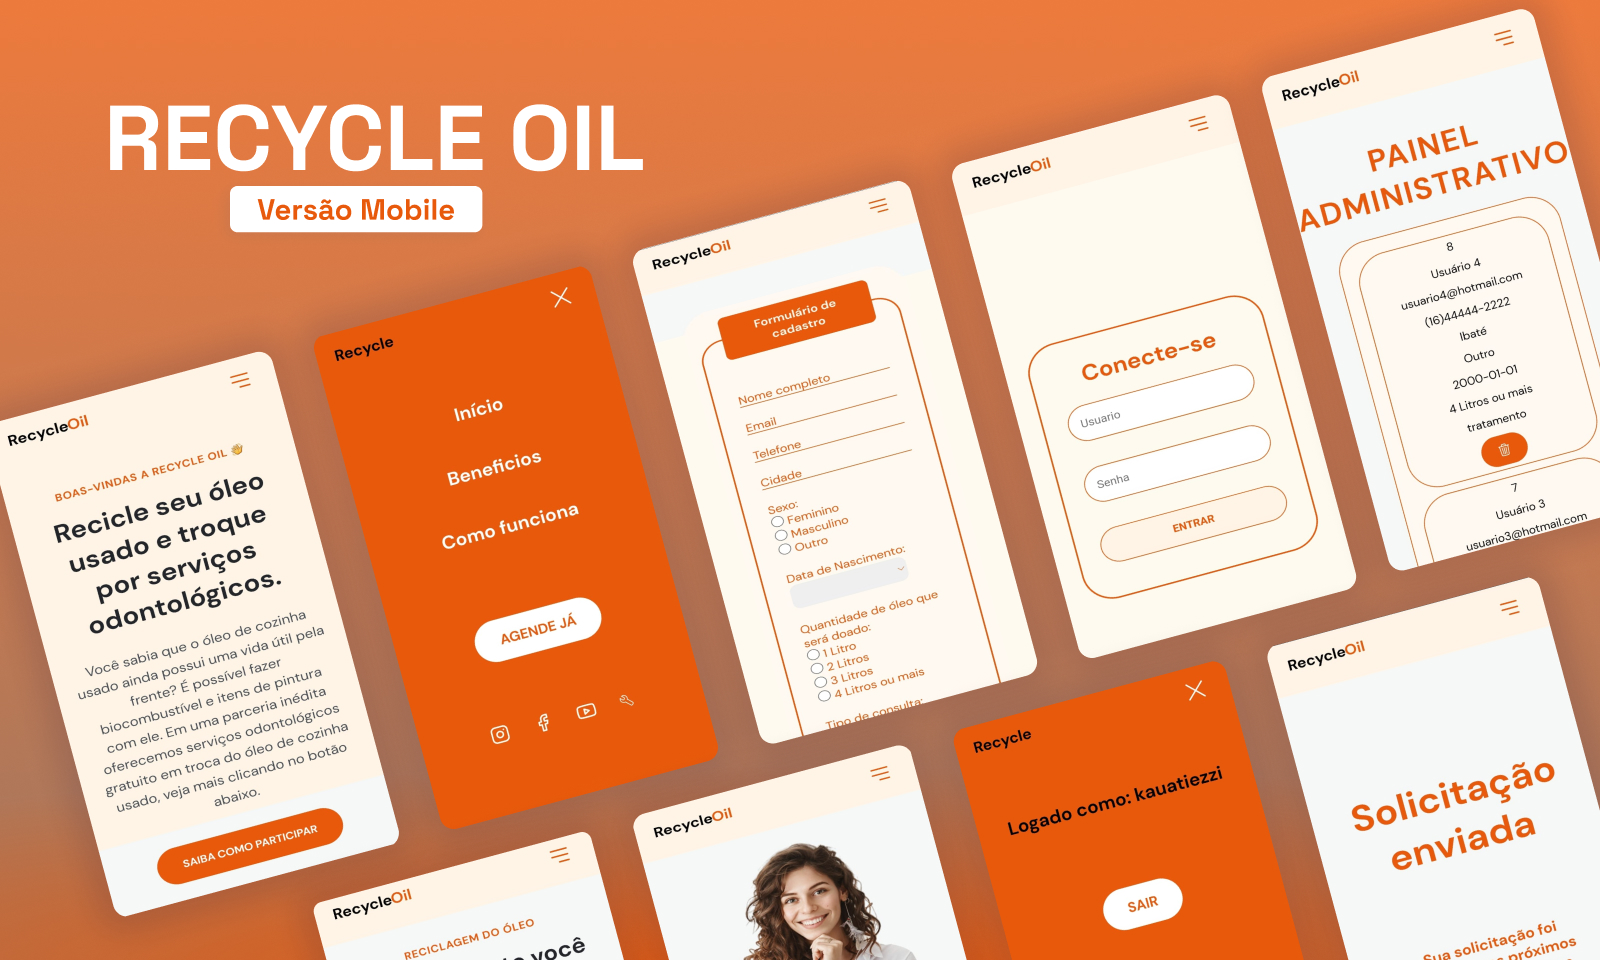 RECYCLE OIL
Versão Mobile
RecycleOil
BOAS-VINDAS A RECYCLE OIL 👋
Recicle seu óleo
usado e troque
por serviços
odontológicos.
Você sabia que o óleo de cozinha
usado ainda possui uma vida útil pela
frente? É possível fazer
biocombustível e itens de pintura
com ele. Em uma parceria inédita
oferecemos serviços odontológicos
gratuito em troca do óleo de cozinha
usado, veja mais clicando no botão
abaixo.
SAIBA COMO PARTICIPAR
Recycle
Início
Beneficios
Como funciona
AGENDE JÁ
RecycleOil
Formulário de
cadastro
Nome completo
Email
Telefone
Cidade
Sexo:
Feminino
Masculino
Outro
Data de Nascimento:
Quantidade de óleo que
será doado:
1 Litro
2 Litros
3 Litros
4 Litros ou mais
Tipo de consulta:
RecycleOil
Conecte-se
Usuario
Senha
ENTRAR
RecycleOil
PAINEL
ADMINISTRATIVO
8
Usuário 4
usuario4@hotmail.com
(16)44444-2222
Ibaté
Outro
2000-01-01
4 Litros ou mais
tratamento
7
Usuário 3
usuario3@hotmail.com
RecycleOil
RECICLAGEM DO ÓLEO
você
RecycleOil
Recycle
Logado como: kauatiezzi
SAIR
RecycleOil
Solicitação
enviada
Sua solicitação foi
próximos